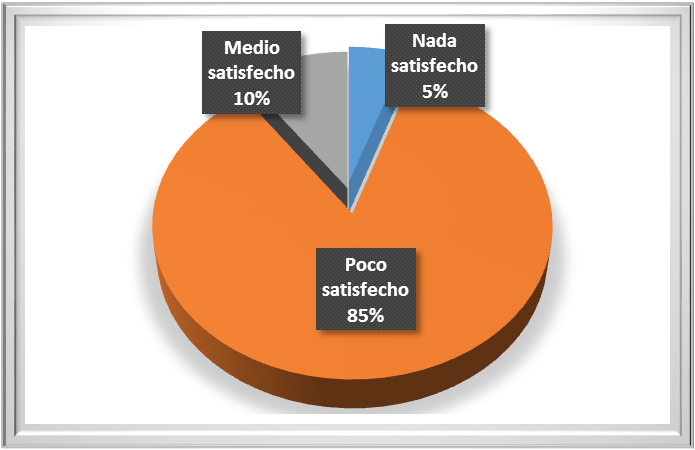 Medio
satisfecho
10%
Nada
satisfecho
5%
Poco
satisfecho
85%